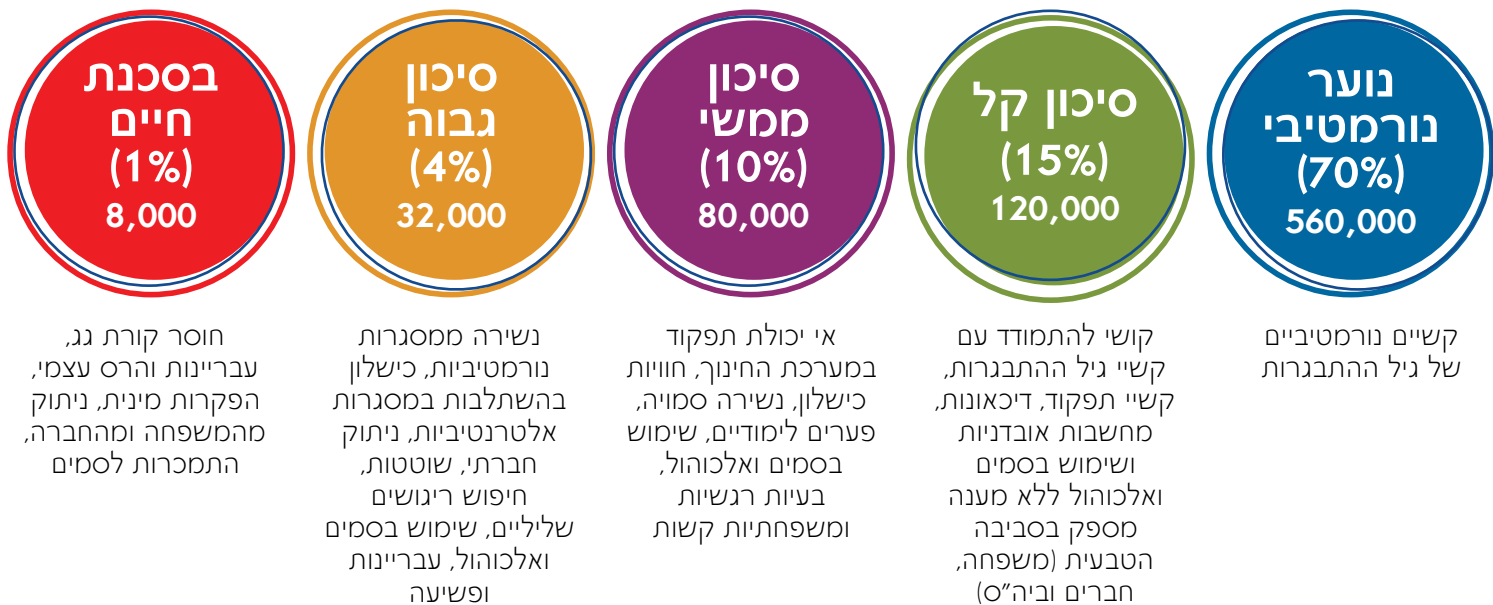 נוער
נורמטיבי
(70%)
560,000
קשיים נורמטיביים
של גיל ההתבגרות
סיכון קל
(15%)
120,000
קושי להתמודד עם
קשיי גיל ההתבגרות,
קשיי תפקוד, דיכאונות,
מחשבות אובדניות
ושימוש בסמים
ואלכוהול ללא מענה
מספק בסביבה
הטבעית (משפחה,
חברים וביה"ס)
סיכון
ממשי
(10%)
80,000
אי יכולת תפקוד
במערכת החינוך, חוויות
כישלון, נשירה סמויה,
פערים לימודיים, שימוש
בסמים ואלכוהול,
בעיות רגשיות
ומשפחתיות קשות
סיכון
גבוה
(4%)
32,000
נשירה ממסגרות
נורמטיביות, כישלון
בהשתלבות במסגרות
אלטרנטיביות, ניתוק
חברתי, שוטטות,
חיפוש ריגושים
שליליים, שימוש בסמים
ואלכוהול, עבריינות
ופשיעה
בסכנת
חיים
(1%)
8,000
חוסר קורת גג,
עבריינות והרס עצמי,
הפקרות מינית, ניתוק
מהמשפחה ומהחברה,
התמכרות לסמים